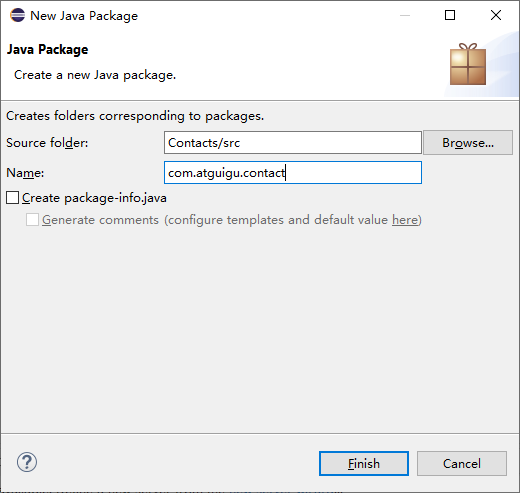 New Java Package
Java Package
Create a new Java package.
Creates folders corresponding to packages.
Source folder: Contacts/src Browse...
Name: com.atguigu.contact
Create package-info.java
Generate comments (configure templates and default value here)
? Finish Cancel